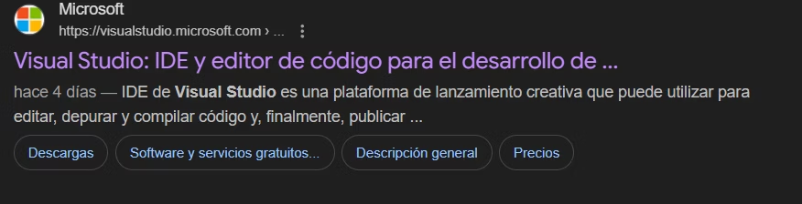 Microsoft
https://visualstudio.microsoft.com › ...
Visual Studio: IDE y editor de código para el desarrollo de ...
hace 4 días — IDE de Visual Studio es una plataforma de lanzamiento creativa que puede utilizar para
editar, depurar y compilar código y, finalmente, publicar ...
Descargas
Software y servicios gratuitos...
Descripción general
Precios